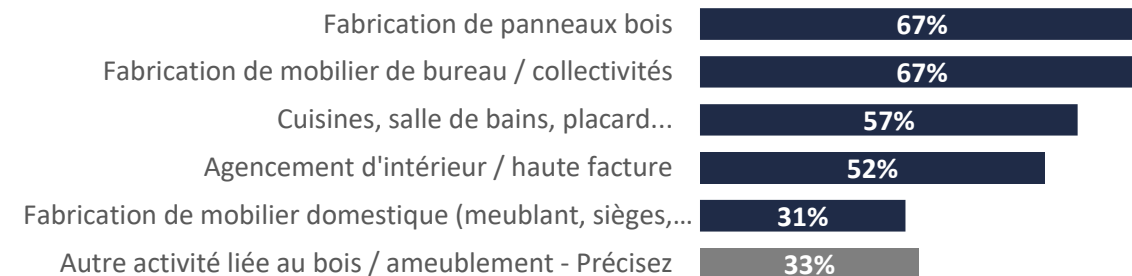 Fabrication de panneaux bois 67%
Fabrication de mobilier de bureau / collectivités 67%
Cuisines, salle de bains, placard... 57%
Agencement d'intérieur / haute facture 52%
Fabrication de mobilier domestique (meublant, sièges,... 31%
Autre activité liée au bois / ameublement - Précisez 33%